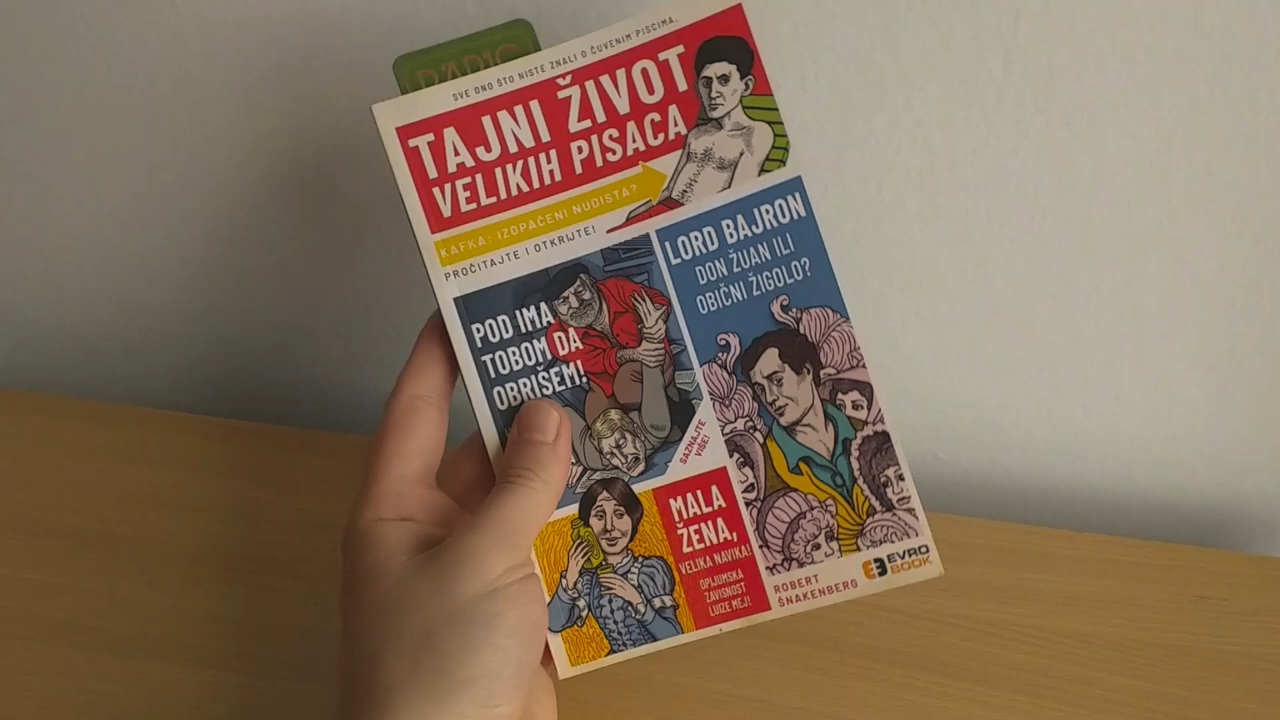 SVE ONO ŠTO NISTE ZNALI O ČUVENIM PISCIMA.
TAJNI ŽIVOT
VELIKIH PISACA
KAFKA: IZOPAČENI NUDISTA?
PROČITAJTE I OTKRIJTE!
LORD BAJRON
DON ŽUAN ILI
OBIČNI ŽIGOLO?
POD IMA
TOBOM DA
OBRIŠEM!
SAZNAJTE
VIŠE!
MALA
ŽENA,
VELIKA NAVIKA!
OPIJUMSKA
ZAVISNOST
LUIZE MEJ!
ROBERT
ŠNAKENBERG
EVRO
BOOK